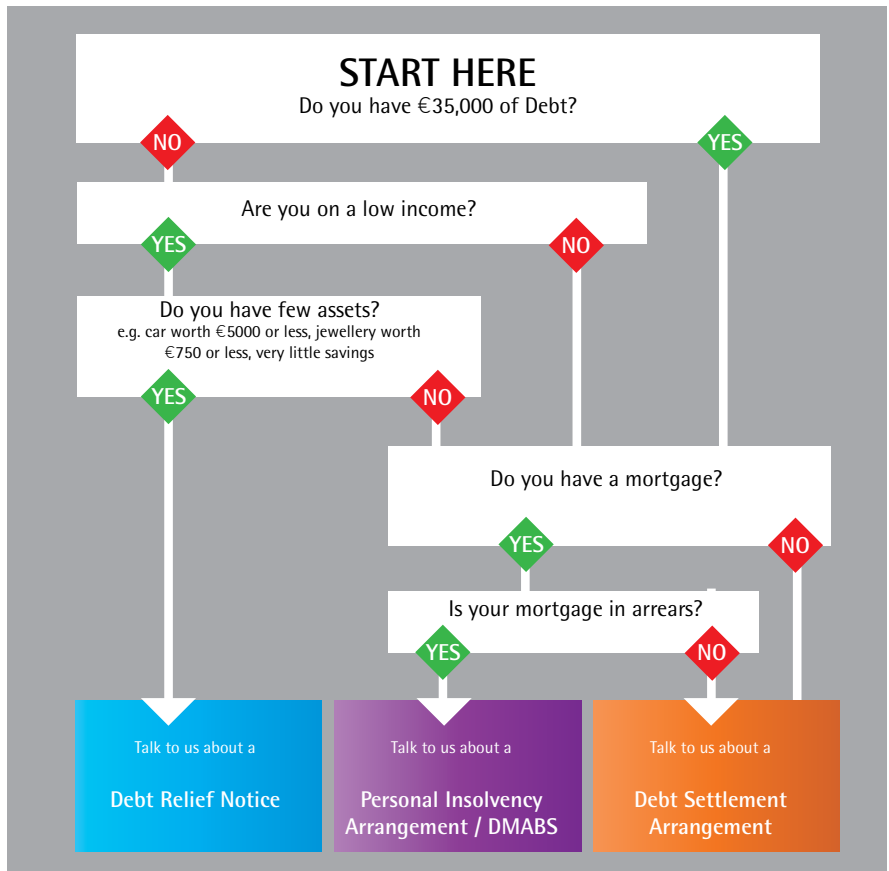 START HERE
Do you have €35,000 of Debt?
NO
YES
Are you on a low income?
YES
NO
Do you have few assets?
e.g. car worth €5000 or less, jewellery worth
€750 or less, very little savings
YES
NO
Do you have a mortgage?
YES
NO
Is your mortgage in arrears?
YES
NO
Talk to us about a
Debt Relief Notice
Talk to us about a
Personal Insolvency
Arrangement / DMABS
Talk to us about a
Debt Settlement
Arrangement